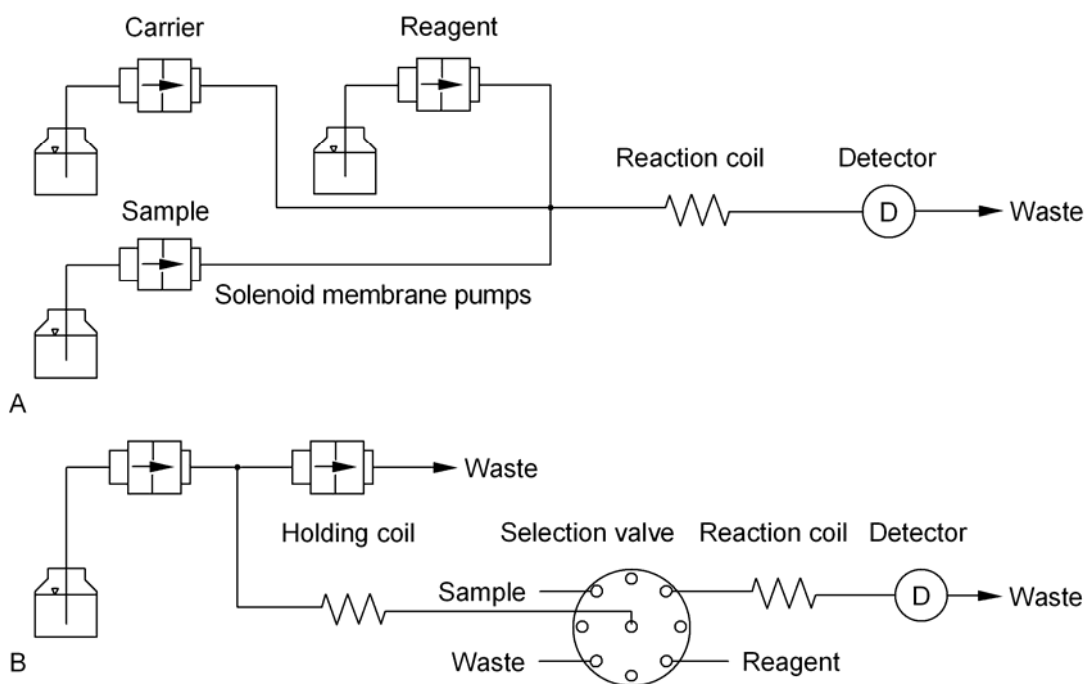 Carrier
Reagent
Reaction coil
Detector
D
Waste
Sample
Solenoid membrane pumps
A
Waste
Holding coil
Selection valve
Reaction coil
Detector
Sample
D
Waste
Waste
Reagent
B